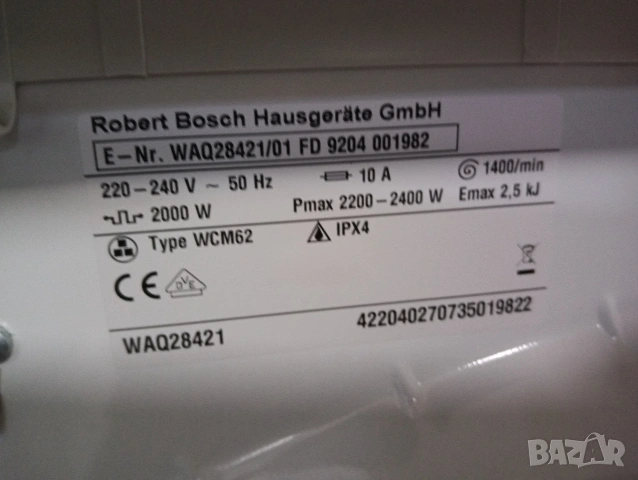 Robert Bosch Hausgeräte GmbH
E-Nr. WAQ28421/01 FD 9204 001982
220-240 V ~ 50 Hz 10 A 1400/min
2000 W Pmax 2200-2400 W Emax 2,5 kJ
Type WCM62 IPX4
CE DVE
WAQ28421 422040270735019822
BAZAR